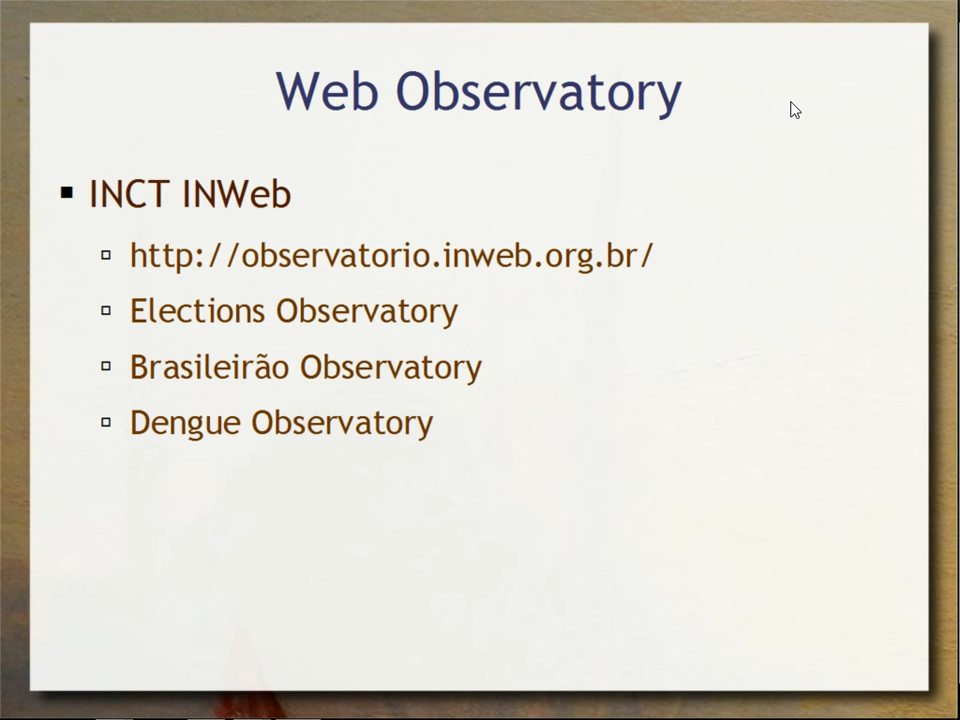 Web Observatory
INCT INWeb
http://observatorio.inweb.org.br/
Elections Observatory
Brasileirão Observatory
Dengue Observatory